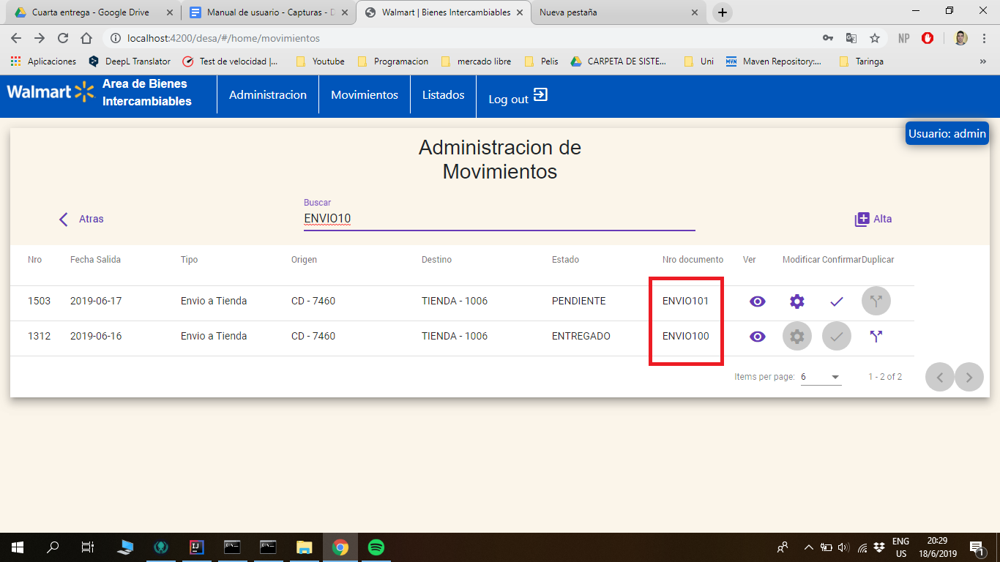 Cuarta entrega - Google Drive
Manual de usuario - Capturas - D
Walmart | Bienes Intercambiables
Nueva pestaña
localhost:4200/desa/#/home/movimientos
NP
Aplicaciones
DeepL Translator
Test de velocidad |...
Youtube
Programacion
mercado libre
Pelis
CARPETA DE SISTE...
Uni
MVN
Maven Repository:...
Taringa
»
Walmart
Area de Bienes
Intercambiables
Administracion
Movimientos
Listados
Log out
Usuario: admin
Administracion de
Movimientos
Atras
Buscar
ENVIO10
Alta
Nro Fecha Salida Tipo Origen Destino Estado Nro documento Ver Modificar Confirmar Duplicar
1503 2019-06-17 Envio a Tienda CD - 7460 TIENDA - 1006 PENDIENTE ENVIO101
1312 2019-06-16 Envio a Tienda CD - 7460 TIENDA - 1006 ENTREGADO ENVIO100
Items per page: 6 1 - 2 of 2
IJ
ENG
US
20:29
18/6/2019
1